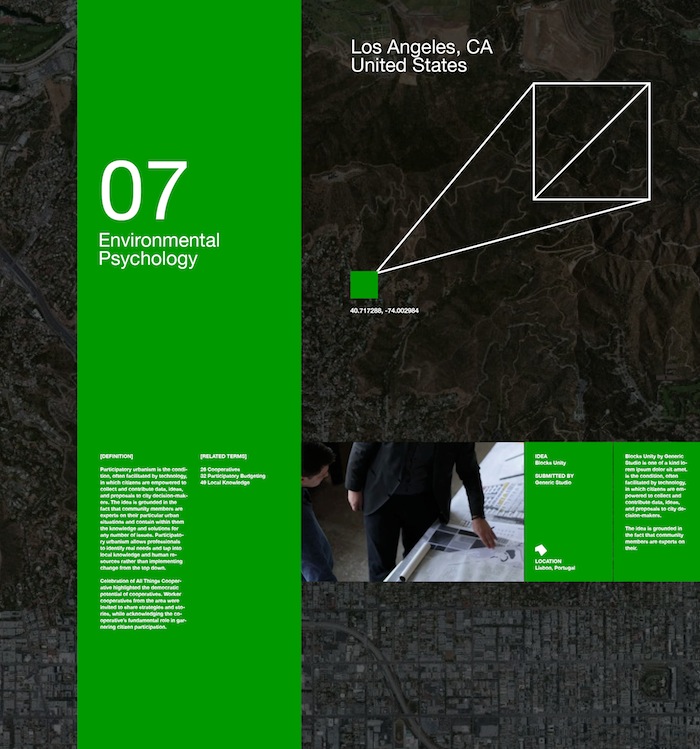 Los Angeles, CA
United States
07
Environmental
Psychology
40.717288, -74.002984
[DEFINITION]
Participatory urbanism is the condi-
tion, often facilitated by technology,
in which citizens are empowered to
collect and contribute data, ideas,
and proposals to city decision-mak-
ers. The idea is grounded in the
fact that community members are
experts on their particular urban
situations and contain within them
the knowledge and solutions for
any number of issues. Participato-
ry urbanism allows professionals
to identify real needs and tap into
local knowledge and human re-
sources rather than implementing
change from the top down.
Celebration of All Things Cooper-
ative highlighted the democratic
potential of cooperatives. Worker
cooperatives from the area were
invited to share strategies and sto-
ries, while acknowledging the co-
operative's fundamental role in gar-
nering citizen participation.
[RELATED TERMS]
26 Cooperatives
32 Participatory Budgeting
49 Local Knowledge
IDEA
Blocks Unity
SUBMITTED BY
Generic Studio
LOCATION
Lisbon, Portugal
Blocks Unity by Generic
Studio is one of a kind lo-
rem ipsum dolor sit amet.
is the condition, often
facilitated by technology,
in which citizens are em-
powered to collect and
contribute data, ideas,
and proposals to city de-
cision-makers.
The idea is grounded in
the fact that community
members are experts on
their.